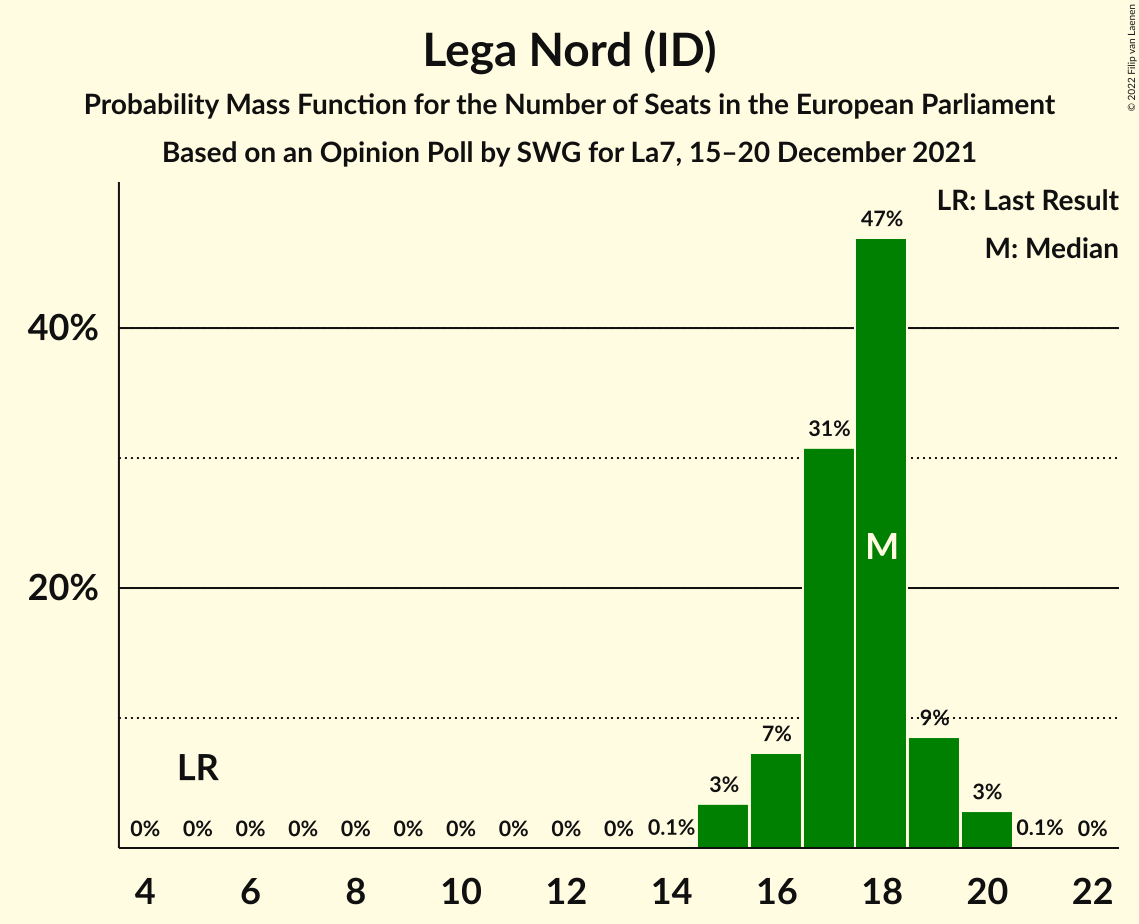 Lega Nord (ID)
Probability Mass Function for the Number of Seats in the European Parliament
Based on an Opinion Poll by SWG for La7, 15–20 December 2021
© 2022 Filip van Laenen
LR: Last Result
M: Median
47%
40%
31%
M
20%
9%
7%
LR
3%
3%
0% 0% 0% 0% 0% 0% 0% 0% 0% 0% 0.1% 0.1% 0%
4 6 8 10 12 14 16 18 20 22